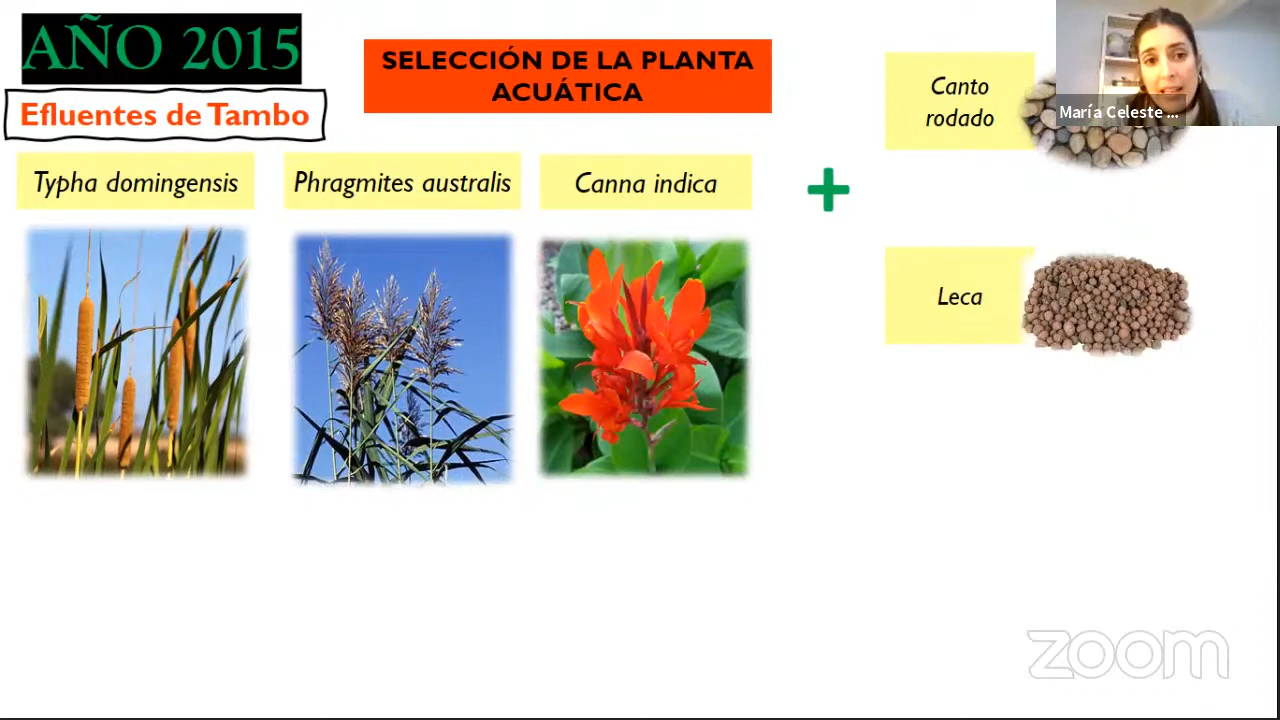 AÑO 2015
Efluentes de Tambo
SELECCIÓN DE LA PLANTA
ACUÁTICA
Typha domingensis
Phragmites australis
Canna indica
+
Canto
rodado
María Celeste ...
Leca
zoom